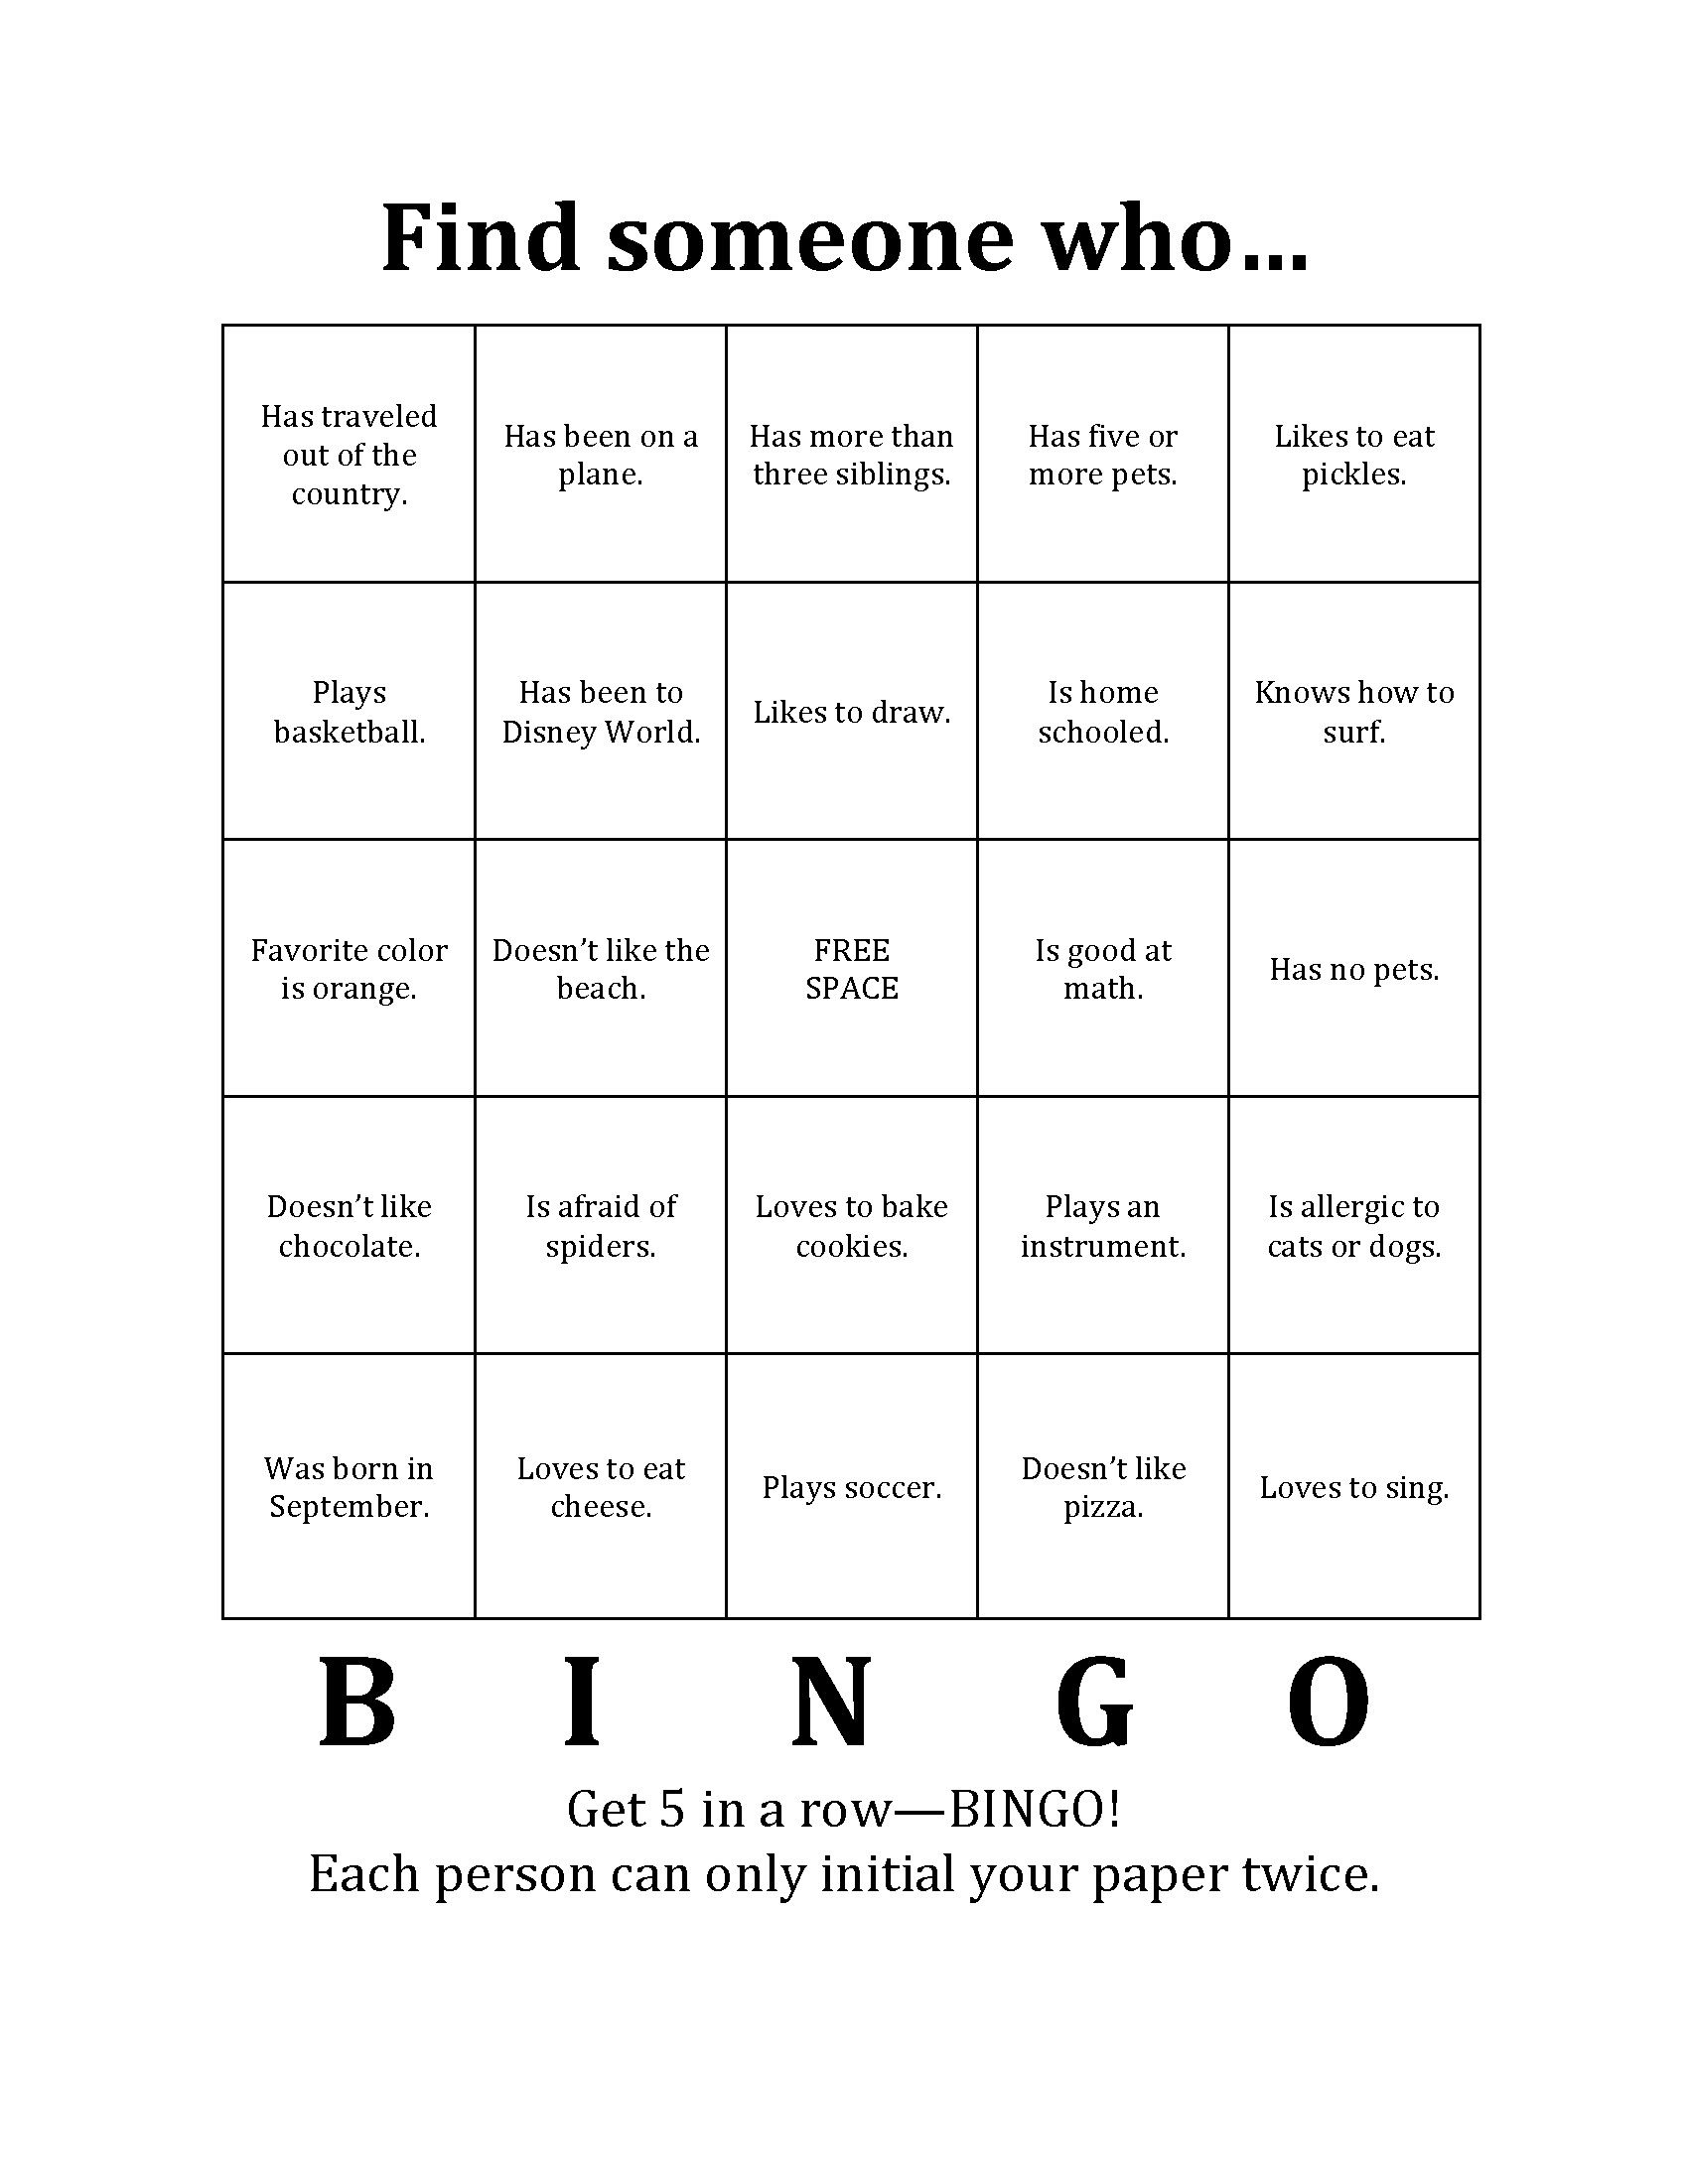 Find someone who…
Has traveled
out of the
country.
Has been on a
plane.
Has more than
three siblings.
Has five or
more pets.
Likes to eat
pickles.
Plays
basketball.
Has been to
Disney World.
Likes to draw.
Is home
schooled.
Knows how to
surf.
Favorite color
is orange.
Doesn’t like the
beach.
FREE
SPACE
Is good at
math.
Has no pets.
Doesn’t like
chocolate.
Is afraid of
spiders.
Loves to bake
cookies.
Plays an
instrument.
Is allergic to
cats or dogs.
Was born in
September.
Loves to eat
cheese.
Plays soccer.
Doesn’t like
pizza.
Loves to sing.
B I N G O
Get 5 in a row—BINGO!
Each person can only initial your paper twice.